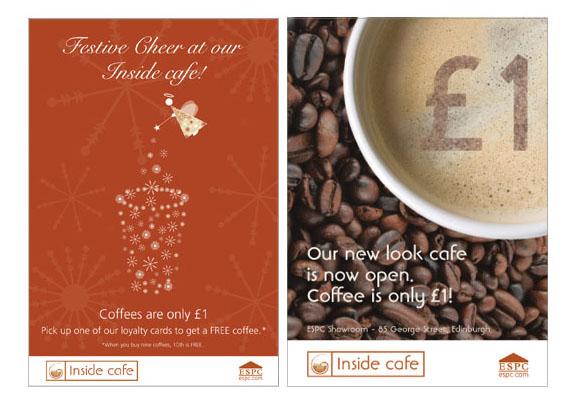 Festive Cheer at our
Inside cafe!
Coffees are only £1
Pick up one of our loyalty cards to get a FREE coffee.*
*When you buy nine coffees, 10th is FREE.
Inside cafe
ESPC
espc.com
£1
Our new look cafe
is now open.
Coffee is only £1!
ESPC Showroom - 85 George Street, Edinburgh
Inside cafe
ESPC
espc.com